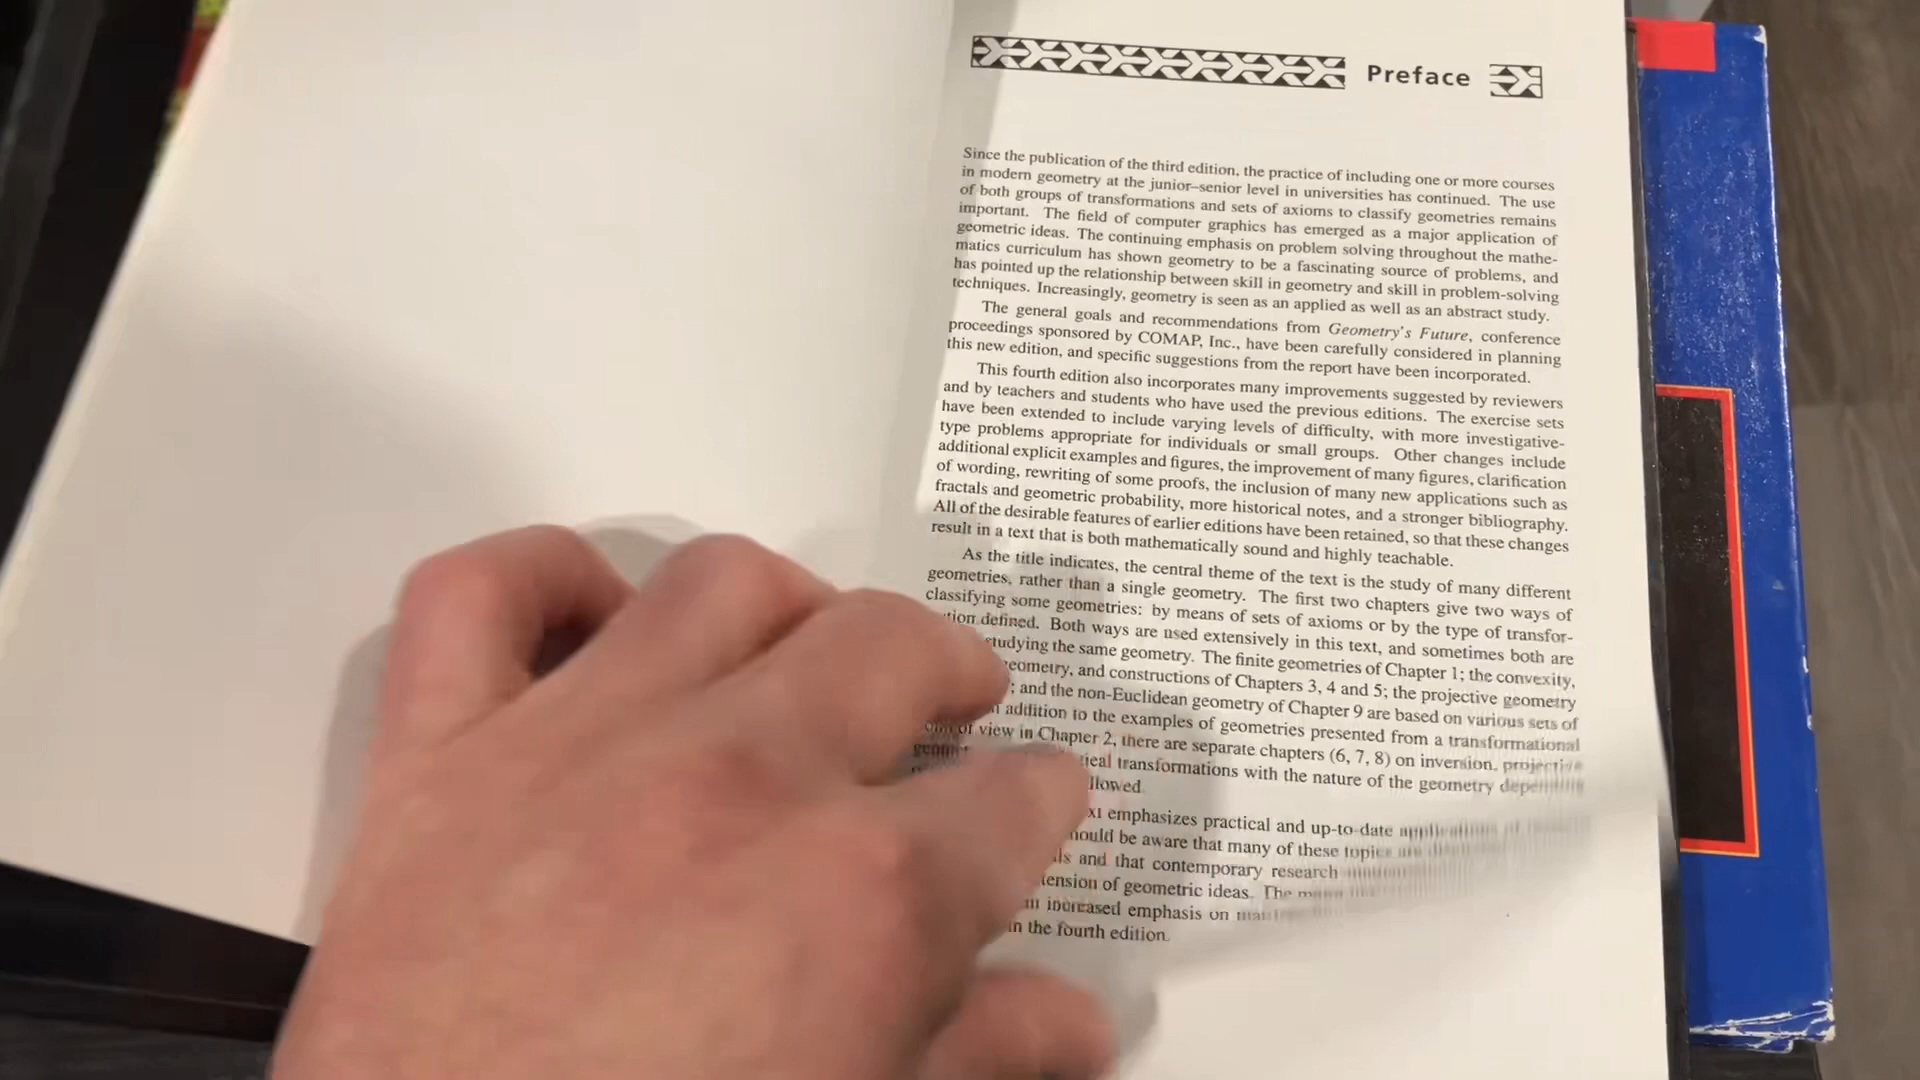 Preface
Since the publication of the third edition, the practice of including one or more courses
in modern geometry at the junior–senior level in universities has continued. The use
of both groups of transformations and sets of axioms to classify geometries remains
important. The field of computer graphics has emerged as a major application of
geometric ideas. The continuing emphasis on problem solving throughout the mathe-
matics curriculum has shown geometry to be a fascinating source of problems, and
has pointed up the relationship between skill in geometry and skill in problem-solving
techniques. Increasingly, geometry is seen as an applied as well as an abstract study.
The general goals and recommendations from Geometry's Future, conference
proceedings sponsored by COMAP, Inc., have been carefully considered in planning
this new edition, and specific suggestions from the report have been incorporated.
This fourth edition also incorporates many improvements suggested by reviewers
and by teachers and students who have used the previous editions. The exercise sets
have been extended to include varying levels of difficulty, with more investigative-
type problems appropriate for individuals or small groups. Other changes include
additional explicit examples and figures, the improvement of many figures, clarification
of wording, rewriting of some proofs, the inclusion of many new applications such as
fractals and geometric probability, more historical notes, and a stronger bibliography.
All of the desirable features of earlier editions have been retained, so that these changes
result in a text that is both mathematically sound and highly teachable.
As the title indicates, the central theme of the text is the study of many different
geometries, rather than a single geometry. The first two chapters give two ways of
classifying some geometries: by means of sets of axioms or by the type of transfor-
tion defined. Both ways are used extensively in this text, and sometimes both are
studying the same geometry. The finite geometries of Chapter 1; the convexity,
geometry, and constructions of Chapters 3, 4 and 5; the projective geometry
; and the non-Euclidean geometry of Chapter 9 are based on various sets of
addition to the examples of geometries presented from a transformational
of view in Chapter 2, there are separate chapters (6, 7, 8) on inversion, projective
gical transformations with the nature of the geometry depending
llowed.
emphasizes practical and up-to-date applications of
hould be aware that many of these topics are
ls and that contemporary research
tension of geometric ideas. The
increased emphasis on
in the fourth edition.